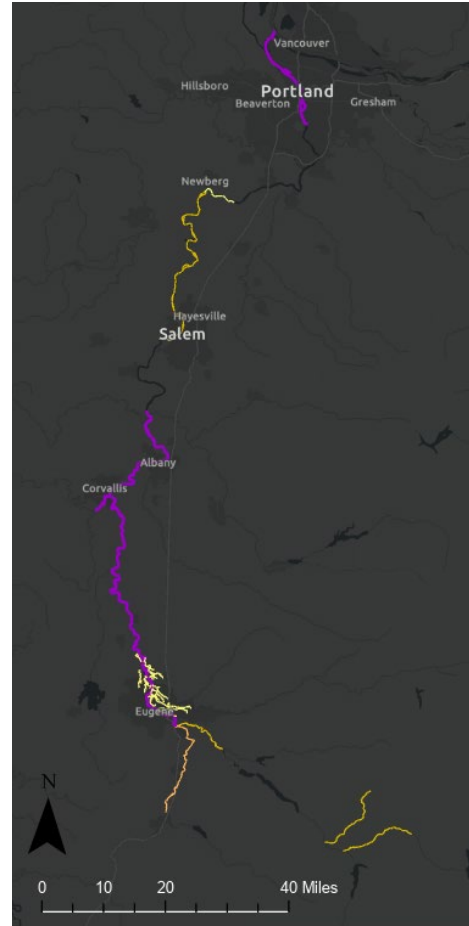 Vancouver
Hillsboro
Portland
Beaverton
Gresham
Newberg
Hayesville
Salem
Albany
Corvallis
Eugene
N
0 10 20 40 Miles